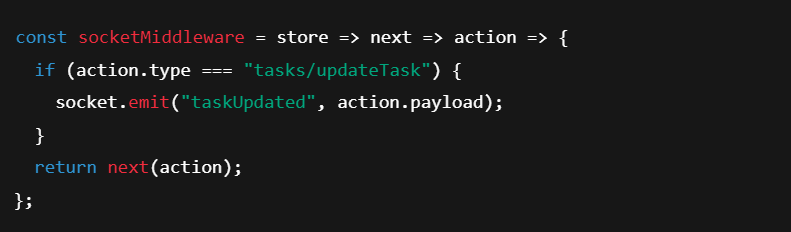 const socketMiddleware = store => next => action => {
  if (action.type === "tasks/updateTask") {
    socket.emit("taskUpdated", action.payload);
  }
  return next(action);
};